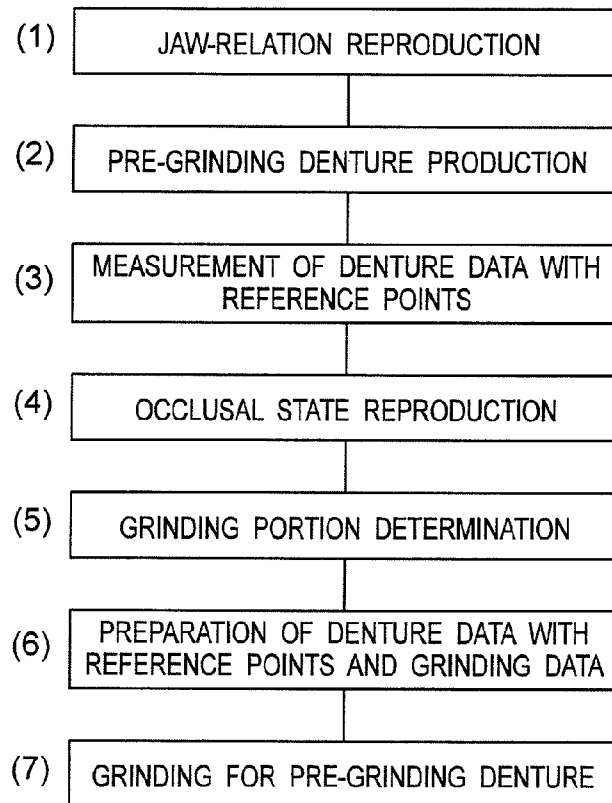 (1) JAW-RELATION REPRODUCTION
(2) PRE-GRINDING DENTURE PRODUCTION
(3) MEASUREMENT OF DENTURE DATA WITH
REFERENCE POINTS
(4) OCCLUSAL STATE REPRODUCTION
(5) GRINDING PORTION DETERMINATION
(6) PREPARATION OF DENTURE DATA WITH
REFERENCE POINTS AND GRINDING DATA
(7) GRINDING FOR PRE-GRINDING DENTURE